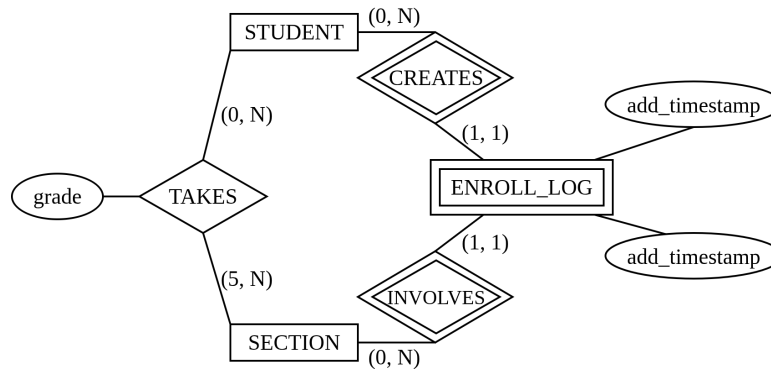 (0, N)
STUDENT
CREATES
add_timestamp
(0, N)
(1, 1)
grade
TAKES
ENROLL_LOG
(1, 1)
add_timestamp
(5, N)
INVOLVES
SECTION
(0, N)